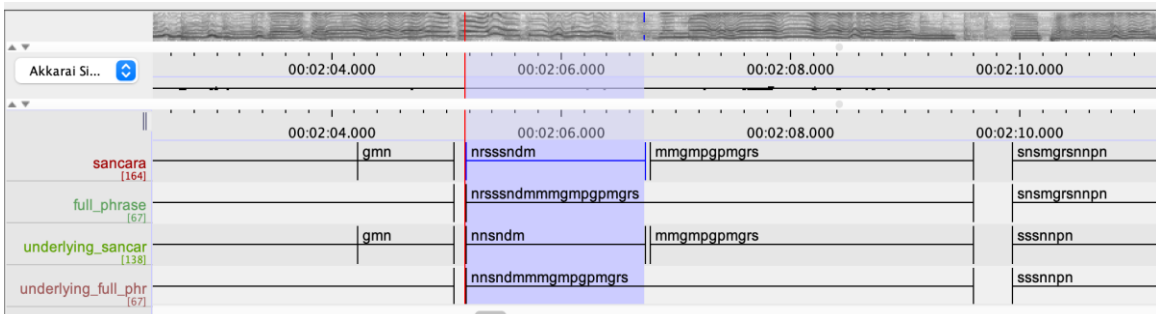 Akkarai Si...
00:02:04.000 00:02:06.000 00:02:08.000 00:02:10.000
00:02:04.000 00:02:06.000 00:02:08.000 00:02:10.000
sancara gmn nrsssndm mmgmpgpmgrs snsmgrsnnpn
[164]
full_phrase nrsssndmmmgmpgpmgrs snsmgrsnnpn
[67]
underlying_sancar gmn nnsndm mmgmpgpmgrs sssnnpn
[138]
underlying_full_phr nnsndmmmgmpgpmgrs sssnnpn
[67]